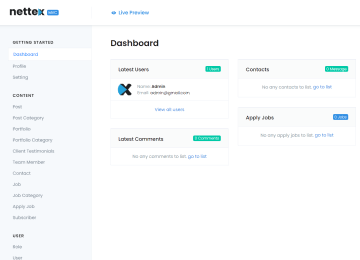 nettex
Live Preview
GETTING STARTED
Dashboard
Profile
Setting
CONTENT
Post
Post Category
Portfolio
Portfolio Category
Client Testimonials
Team Member
Contact
Job
Job Category
Apply Job
Subscriber
USER
Role
User
Dashboard
Latest Users
Name: Admin
Email: admin@gmail.com
View all users
Latest Comments
0 Comments
No any comments to list. go to list
Contacts
0 Message
No any contacts to list. go to list
Apply Jobs
0 Jobs
No any apply jobs to list. go to list